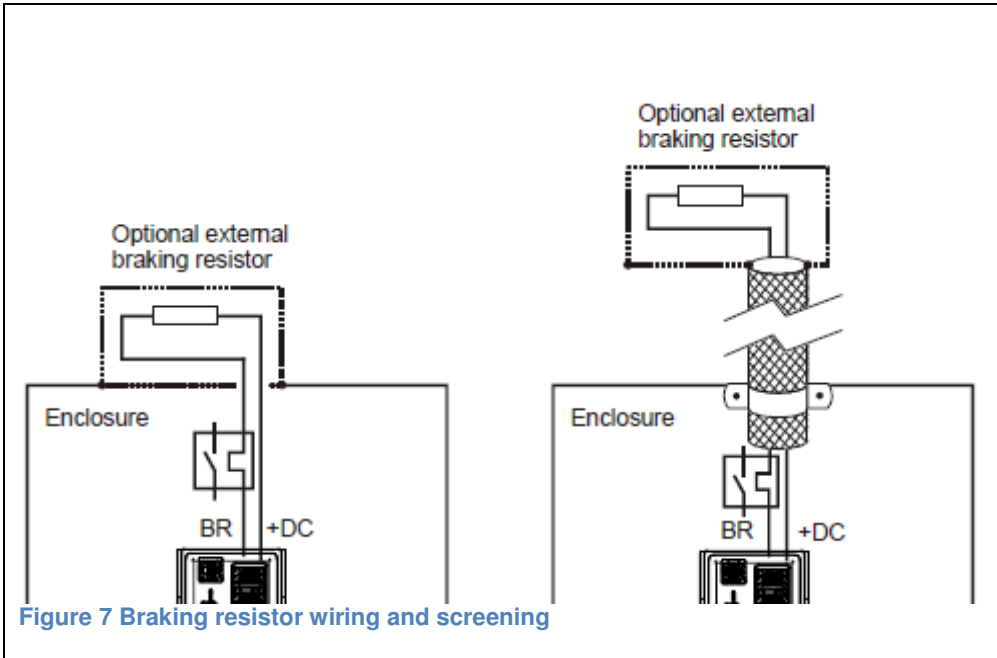 Optional external
braking resistor
Enclosure
BR +DC
Optional external
braking resistor
Enclosure
BR +DC
Figure 7 Braking resistor wiring and screening